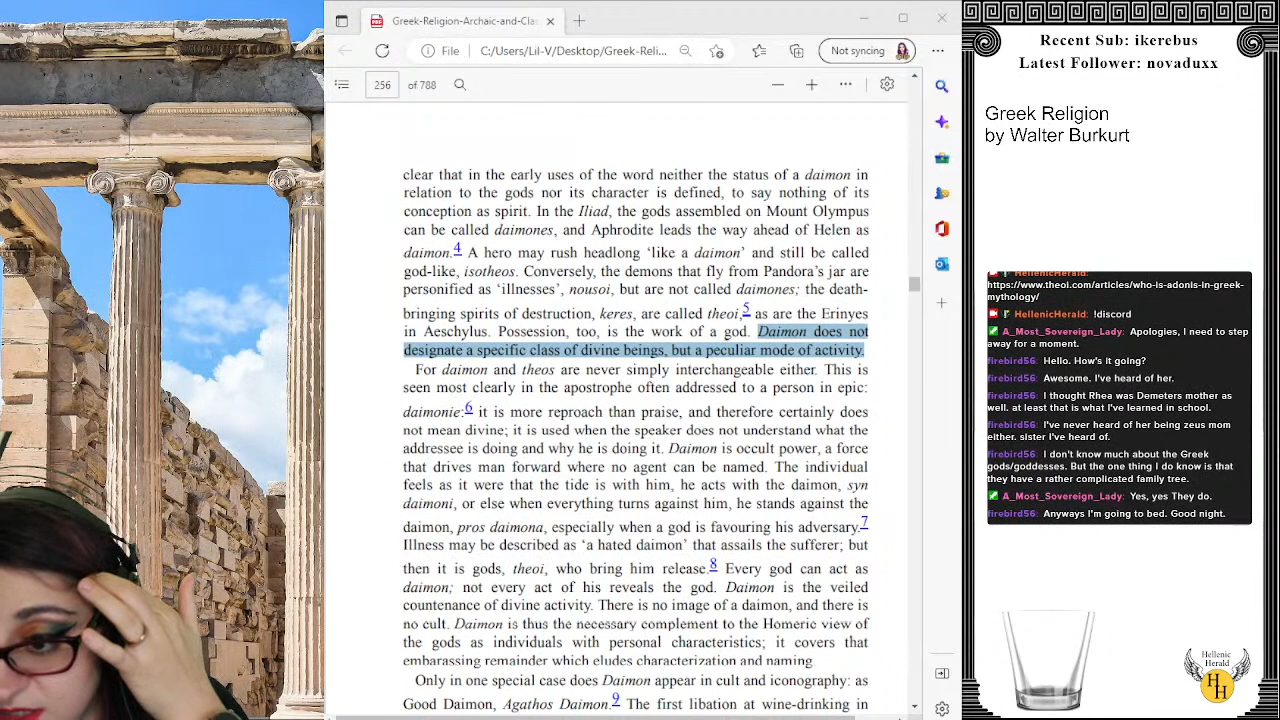 Greek-Religion-Archaic-and-Clas
File
C:/Users/Lil-V/Desktop/Greek-Reli...
Not syncing
256 of 788
clear that in the early uses of the word neither the status of a daimon in
relation to the gods nor its character is defined, to say nothing of its
conception as spirit. In the Iliad, the gods assembled on Mount Olympus
can be called daimones, and Aphrodite leads the way ahead of Helen as
daimon.4 A hero may rush headlong ‘like a daimon’ and still be called
god-like, isotheos. Conversely, the demons that fly from Pandora’s jar are
personified as ‘illnesses’, nousoi, but are not called daimones; the death-
bringing spirits of destruction, keres, are called theoi,5 as are the Erinyes
in Aeschylus. Possession, too, is the work of a god. Daimon does not
designate a specific class of divine beings, but a peculiar mode of activity.
For daimon and theos are never simply interchangeable either. This is
seen most clearly in the apostrophe often addressed to a person in epic:
daimonie:6 it is more reproach than praise, and therefore certainly does
not mean divine; it is used when the speaker does not understand what the
addressee is doing and why he is doing it. Daimon is occult power, a force
that drives man forward where no agent can be named. The individual
feels as it were that the tide is with him, he acts with the daimon, syn
daimoni, or else when everything turns against him, he stands against the
daimon, pros daimona, especially when a god is favouring his adversary.7
Illness may be described as ‘a hated daimon’ that assails the sufferer; but
then it is gods, theoi, who bring him release.8 Every god can act as
daimon; not every act of his reveals the god. Daimon is the veiled
countenance of divine activity. There is no image of a daimon, and there is
no cult. Daimon is thus the necessary complement to the Homeric view of
the gods as individuals with personal characteristics; it covers that
embarassing remainder which eludes characterization and naming
Only in one special case does Daimon appear in cult and iconography: as
Good Daimon, Agathos Daimon.9 The first libation at wine-drinking in
Recent Sub: ikerebus
Latest Follower: novaduxx
Greek Religion
by Walter Burkurt
HellenicHerald:
https://www.theoi.com/articles/who-is-adonis-in-greek-
mythology/
HellenicHerald: !discord
A_Most_Sovereign_Lady: Apologies, I need to step
away for a moment.
firebird56: Hello. How's it going?
firebird56: Awesome. I've heard of her.
firebird56: I thought Rhea was Demeters mother as
well. at least that is what I've learned in school.
firebird56: I've never heard of her being zeus mom
either. sister I've heard of.
firebird56: I don't know much about the Greek
gods/goddesses. But the one thing I do know is that
they have a rather complicated family tree.
A_Most_Sovereign_Lady: Yes, yes They do.
firebird56: Anyways I'm going to bed. Good night.
Hellenic
Herald
HH